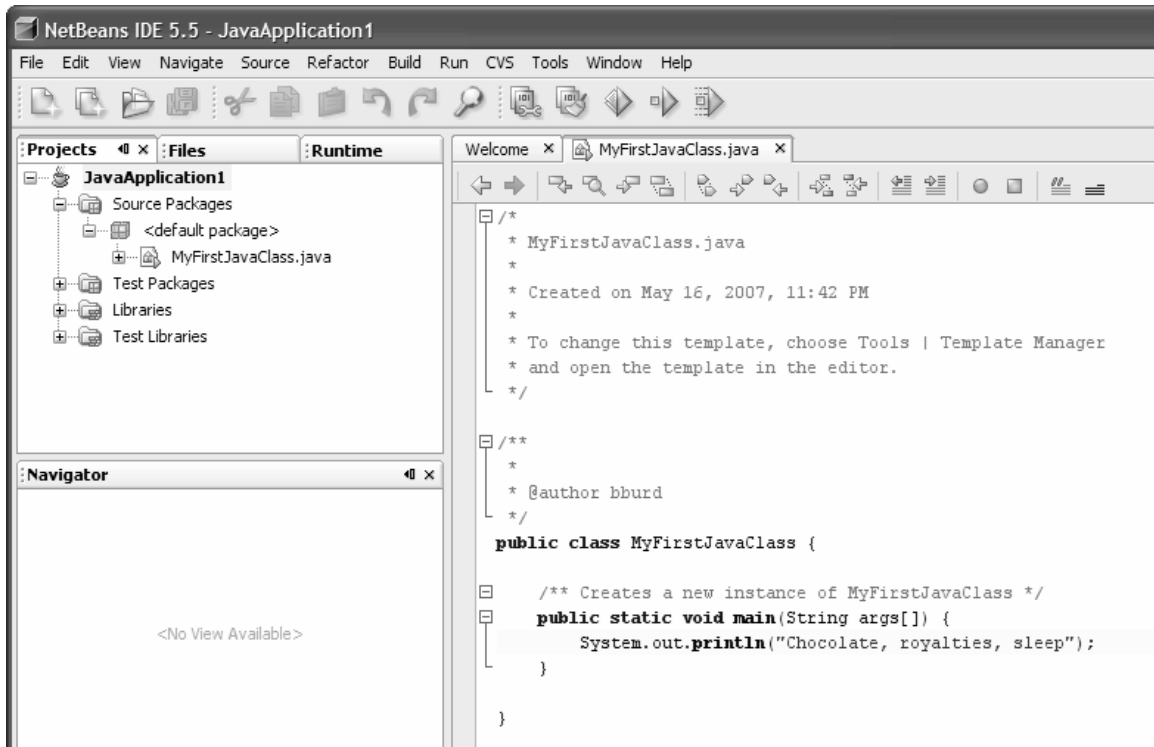 NetBeans IDE 5.5 - JavaApplication1
File Edit View Navigate Source Refactor Build Run CVS Tools Window Help
Projects Files Runtime
JavaApplication1
Source Packages
<default package>
MyFirstJavaClass.java
Test Packages
Libraries
Test Libraries
Navigator
<No View Available>
Welcome MyFirstJavaClass.java
/*
* MyFirstJavaClass.java
*
* Created on May 16, 2007, 11:42 PM
*
* To change this template, choose Tools | Template Manager
* and open the template in the editor.
*/
/**
*
* @author bburd
*/
public class MyFirstJavaClass {
/** Creates a new instance of MyFirstJavaClass */
public static void main(String args[]) {
System.out.println("Chocolate, royalties, sleep");
}
}